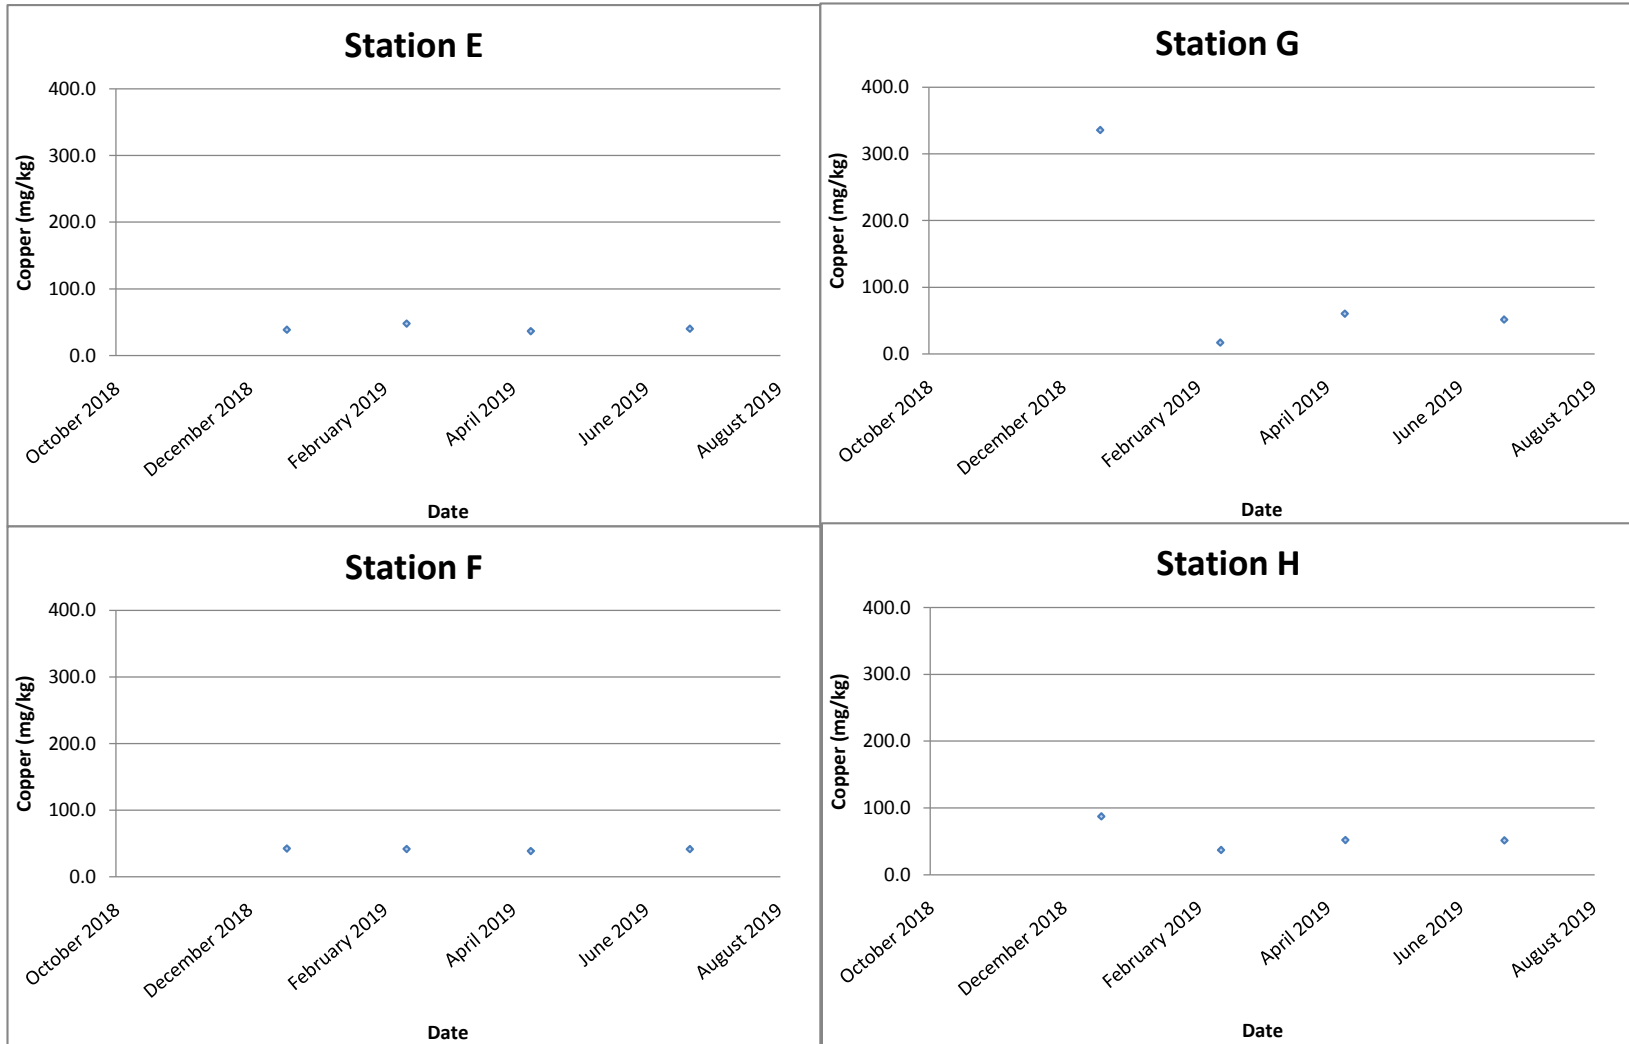 Station E
400.0
300.0
200.0
100.0
0.0
Copper (mg/kg)
October 2018
December 2018
February 2019
April 2019
June 2019
August 2019
Date
Station G
400.0
300.0
200.0
100.0
0.0
Copper (mg/kg)
October 2018
December 2018
February 2019
April 2019
June 2019
August 2019
Date
Station F
400.0
300.0
200.0
100.0
0.0
Copper (mg/kg)
October 2018
December 2018
February 2019
April 2019
June 2019
August 2019
Date
Station H
400.0
300.0
200.0
100.0
0.0
Copper (mg/kg)
October 2018
December 2018
February 2019
April 2019
June 2019
August 2019
Date